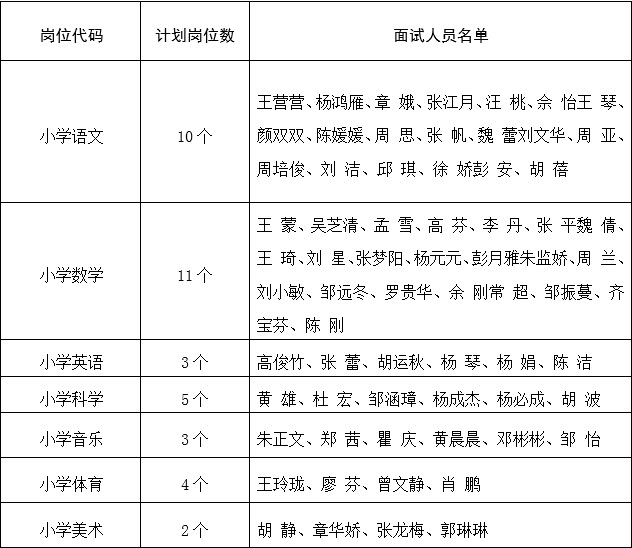 岗位代码 计划岗位数 面试人员名单
小学语文 10个
王营营、杨鸿雁、章 娥、张江月、汪 桃、佘 怡王 琴、
颜双双、陈媛媛、周 思、张 帆、魏 蕾刘文华、周 亚、
周培俊、刘 洁、邱 琪、徐 娇彭 安、胡 蓓
小学数学 11个
王 蒙、吴芝清、孟 雪、高 芬、李 丹、张 平魏 倩、
王 琦、刘 星、张梦阳、杨元元、彭月雅朱监娇、周 兰、
刘小敏、邹远冬、罗贵华、余 刚常 超、邹振蔓、齐
宝芬、陈 刚
小学英语 3个 高俊竹、张 蕾、胡运秋、杨 琴、杨 娟、陈 洁
小学科学 5个 黄 雄、杜 宏、邹涵璋、杨成杰、杨必成、胡 波
小学音乐 3个 朱正文、郑 茜、瞿 庆、黄晨晨、邓彬彬、邹 怡
小学体育 4个 王玲珑、廖 芬、曾文静、肖 鹏
小学美术 2个 胡 静、章华娇、张龙梅、郭琳琳